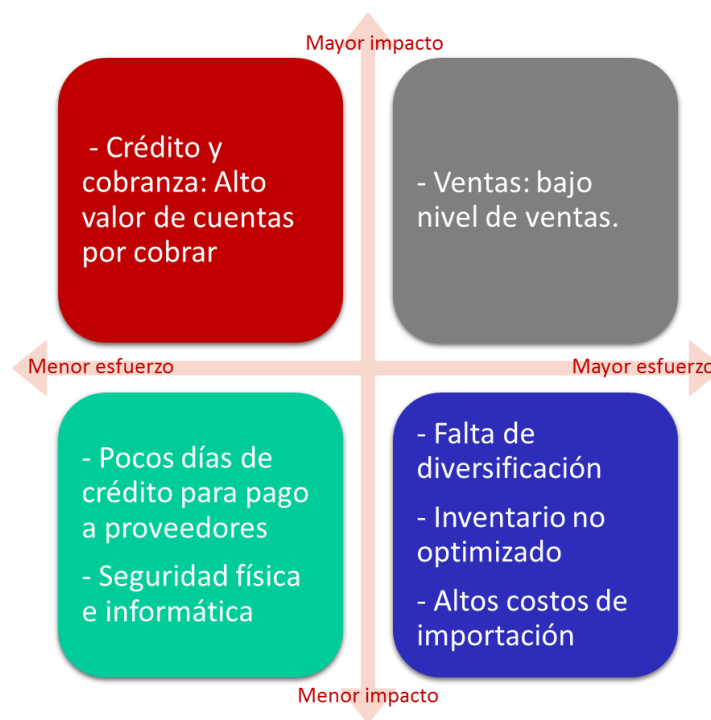 Mayor impacto
- Crédito y
cobranza: Alto
valor de cuentas
por cobrar
- Ventas: bajo
nivel de ventas.
Menor esfuerzo
Mayor esfuerzo
- Pocos días de
crédito para pago
a proveedores
- Seguridad física
e informática
- Falta de
diversificación
- Inventario no
optimizado
- Altos costos de
importación
Menor impacto